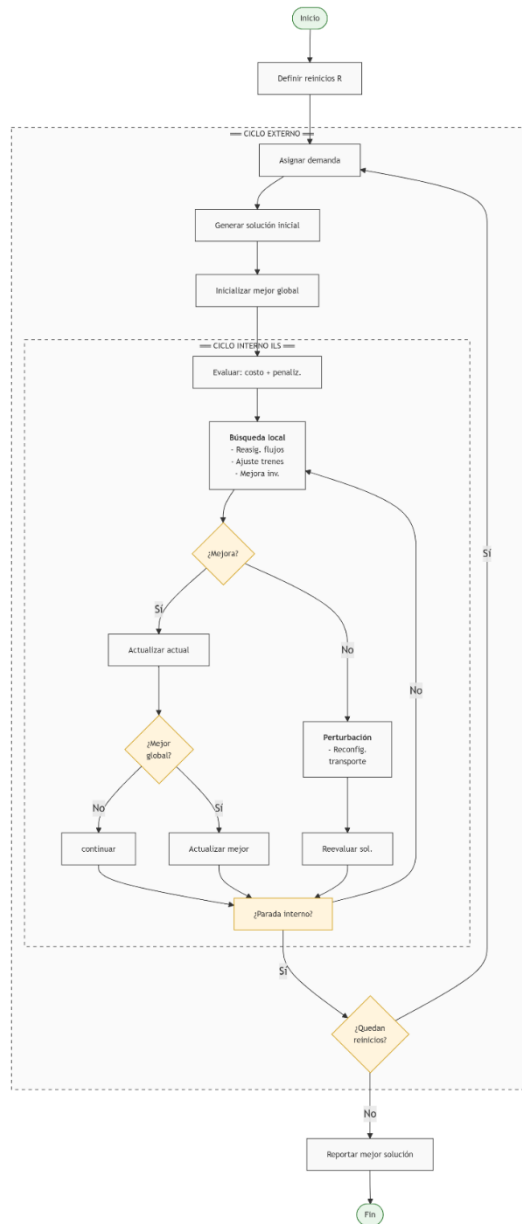 Inicio
Definir reinicios R
══ CICLO EXTERNO ══
Asignar demanda
Generar solución inicial
Inicializar mejor global
══ CICLO INTERNO ILS ══
Evaluar: costo + penaliz.
Búsqueda local
- Reasig. flujos
- Ajuste trenes
- Mejora inv.
¿Mejora?
Sí
Sí
Actualizar actual
No
No
¿Mejor
global?
Perturbación
- Reconfig.
transporte
No
Sí
continuar
Actualizar mejor
Reevaluar sol.
¿Parada interno?
Sí
¿Quedan
reinicios?
No
Reportar mejor solución
Fin